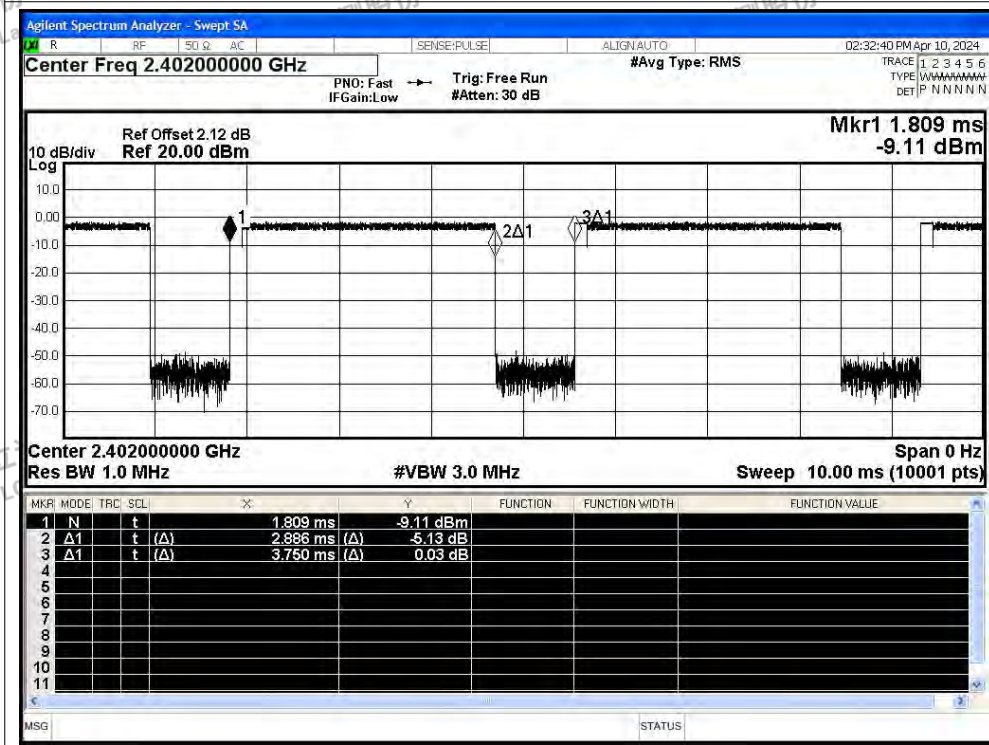 Agilent Spectrum Analyzer - Swept SA
R RF 50 Ω AC SENSE:PULSE ALIGN AUTO 02:32:40 PM Apr 10, 2024
Center Freq 2.402000000 GHz #Avg Type: RMS TRACE 1 2 3 4 5 6
PNO: Fast Trig: Free Run TYPE WWWWWW
IFGain:Low #Atten: 30 dB DET P N N N N N
Mkr1 1.809 ms
-9.11 dBm
Ref Offset 2.12 dB
10 dB/div Ref 20.00 dBm
Log
10.0
0.00
-10.0
-20.0
-30.0
-40.0
-50.0
-60.0
-70.0
1
2Δ1
3Δ1
Center 2.402000000 GHz Span 0 Hz
Res BW 1.0 MHz #VBW 3.0 MHz Sweep 10.00 ms (10001 pts)
MKR MODE TRC SCL X Y FUNCTION FUNCTION WIDTH FUNCTION VALUE
1 N t 1.809 ms -9.11 dBm
2 Δ1 t (Δ) 2.886 ms (Δ) -5.13 dB
3 Δ1 t (Δ) 3.750 ms (Δ) 0.03 dB
4
5
6
7
8
9
10
11
MSG STATUS